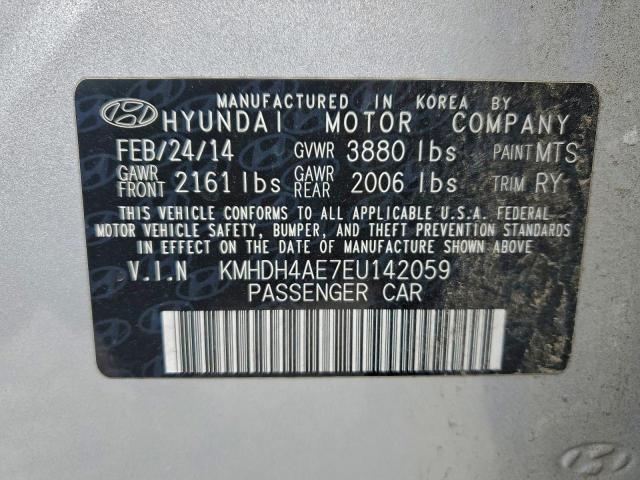 MANUFACTURED IN KOREA BY
HYUNDAI MOTOR COMPANY
FEB/24/14 GVWR 3880 lbs PAINT MTS
GAWR FRONT 2161 lbs GAWR REAR 2006 lbs TRIM RY
THIS VEHICLE CONFORMS TO ALL APPLICABLE U.S.A. FEDERAL
MOTOR VEHICLE SAFETY, BUMPER, AND THEFT PREVENTION STANDARDS
IN EFFECT ON THE DATE OF MANUFACTURE SHOWN ABOVE.
V.I.N KMHDH4AE7EU142059
PASSENGER CAR